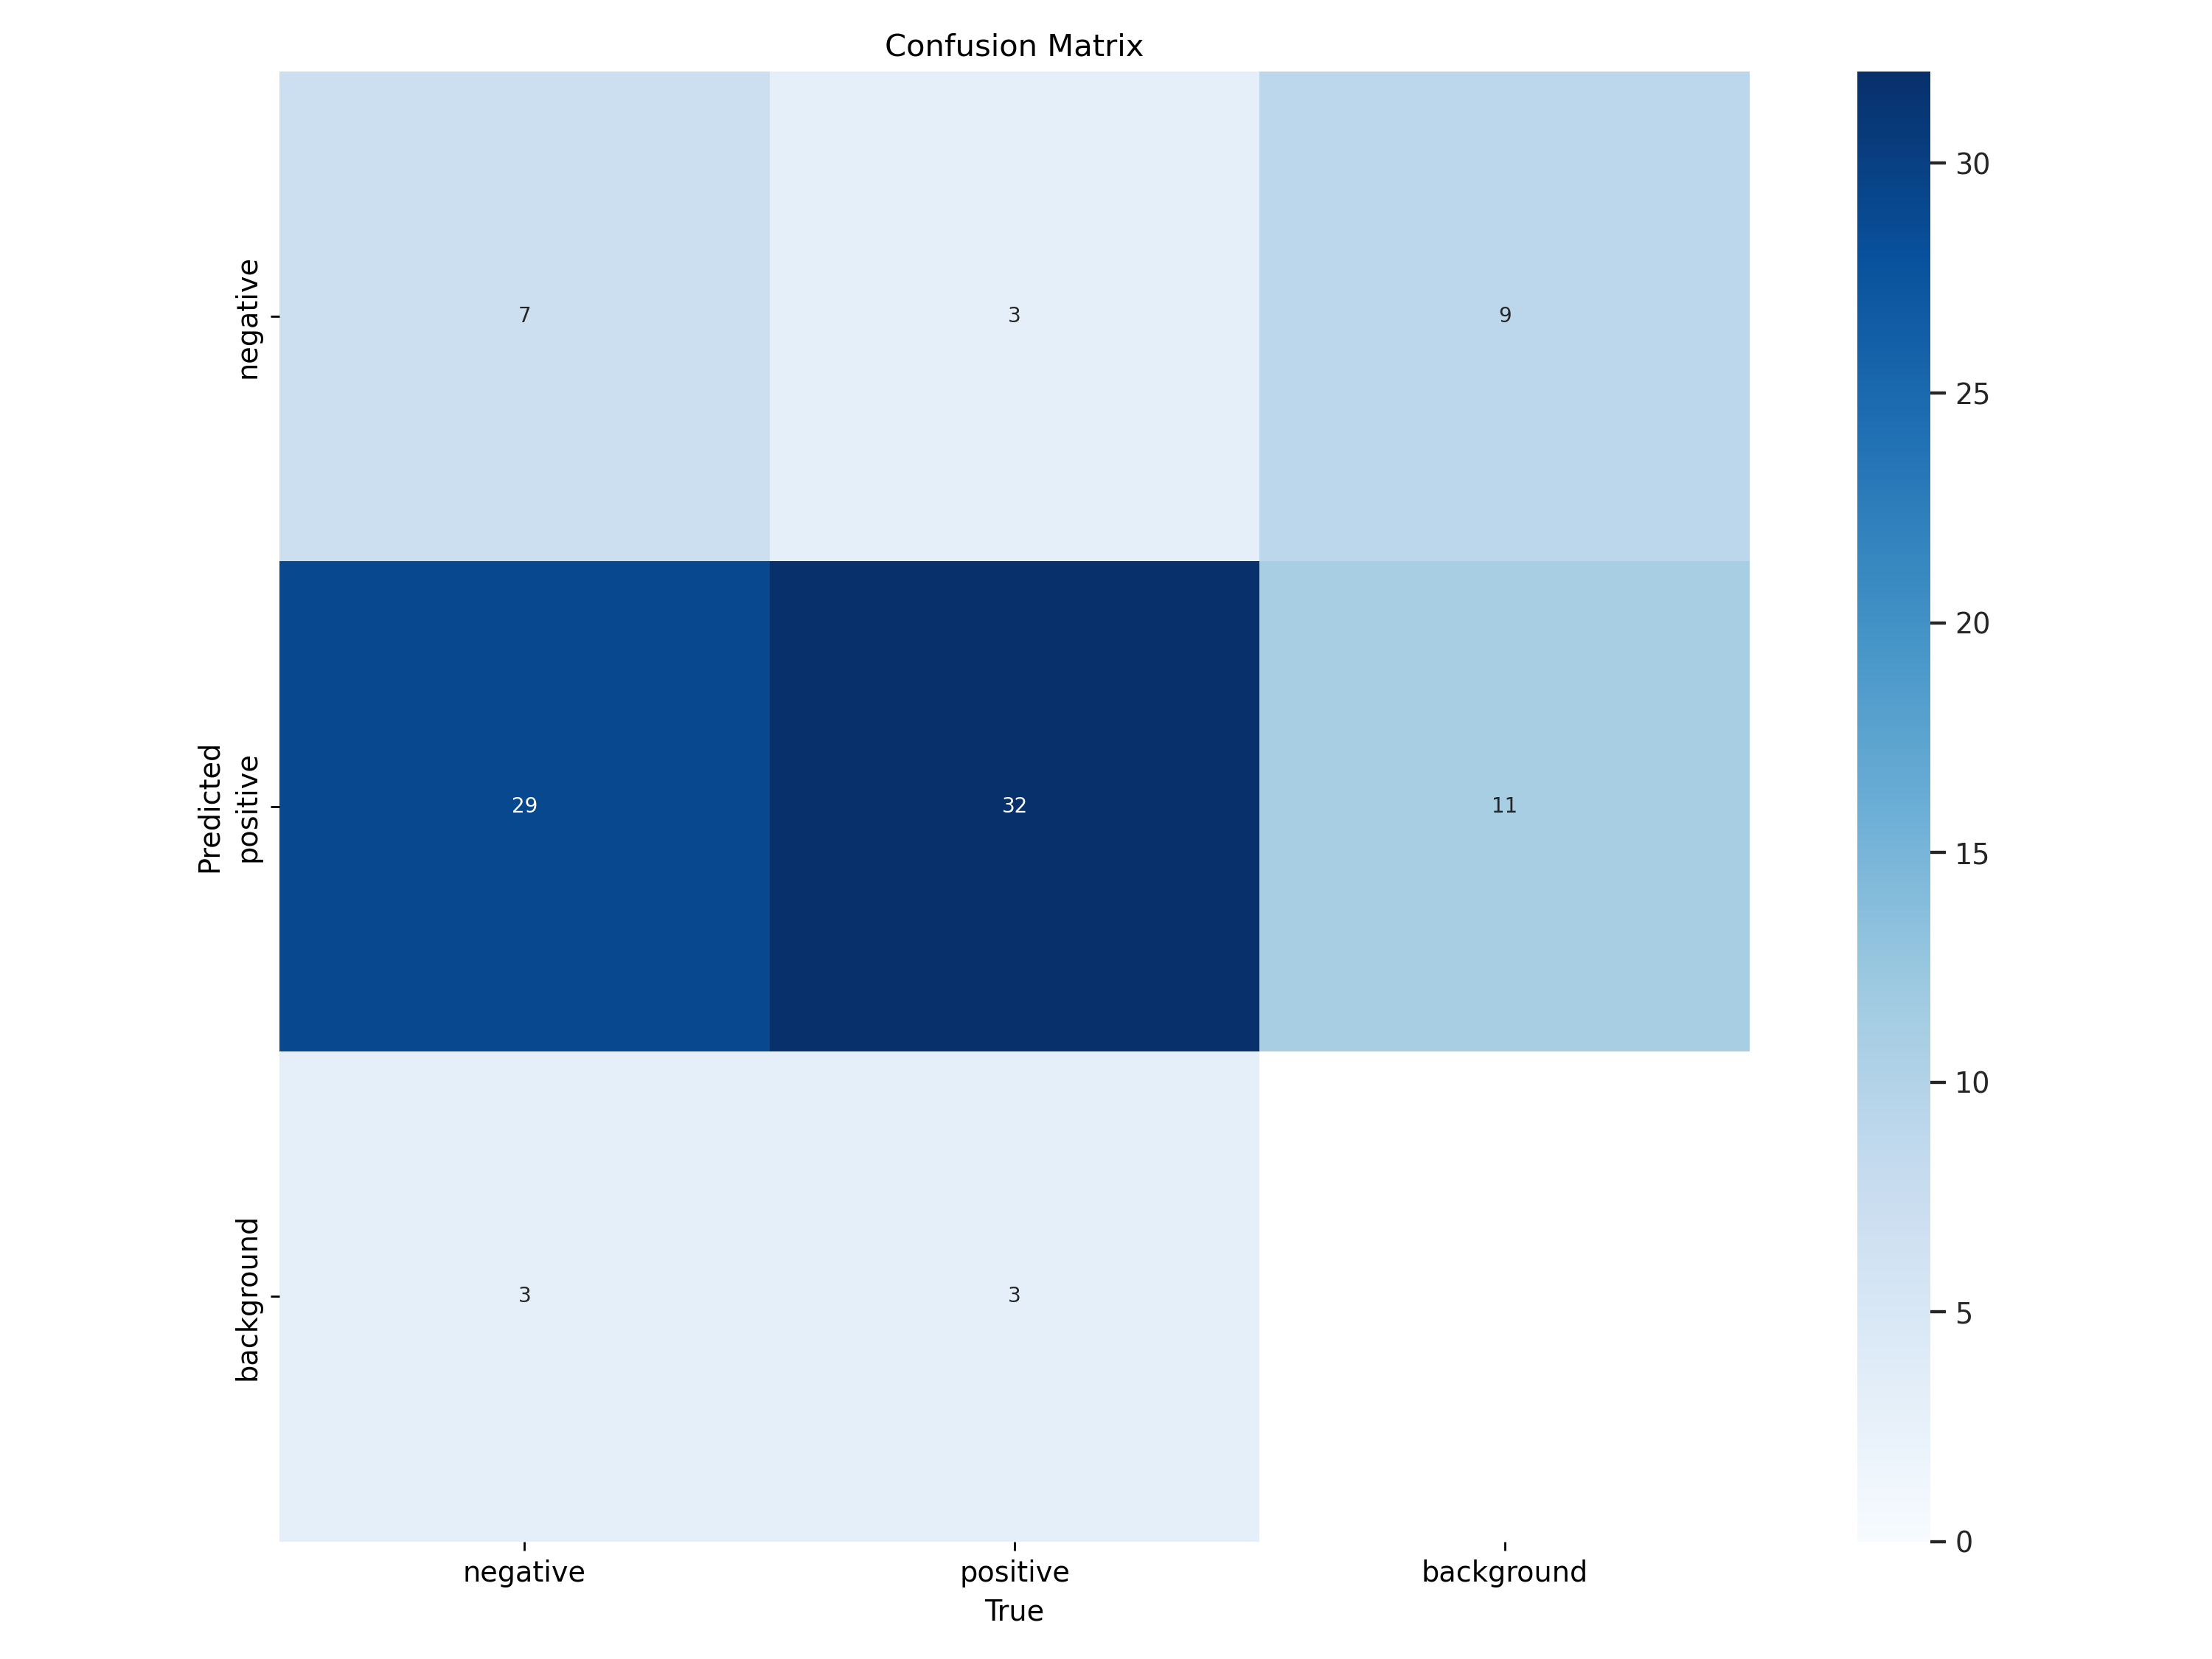 Confusion Matrix
negative
7 3 9
Predicted
positive
29 32 11
background
3 3
negative positive background
True
30
25
20
15
10
5
0